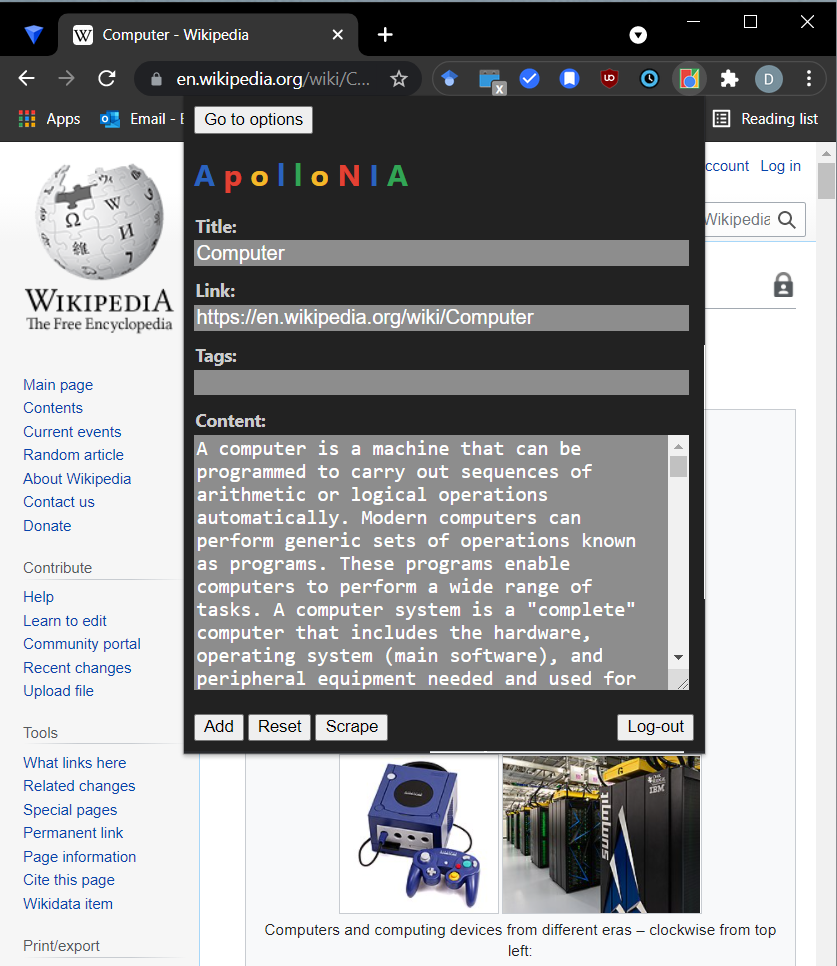 Computer - Wikipedia
en.wikipedia.org/wiki/C...
x
UO
D
Apps
Email - E
Reading list
Go to options
ApolloNIA
Title:
Computer
Link:
https://en.wikipedia.org/wiki/Computer
Tags:
Content:
A computer is a machine that can be
programmed to carry out sequences of
arithmetic or logical operations
automatically. Modern computers can
perform generic sets of operations known
as programs. These programs enable
computers to perform a wide range of
tasks. A computer system is a "complete"
computer that includes the hardware,
operating system (main software), and
peripheral equipment needed and used for
Add Reset Scrape Log-out
ccount Log in
Wikipedia
WIKIPEDIA
The Free Encyclopedia
Main page
Contents
Current events
Random article
About Wikipedia
Contact us
Donate
Contribute
Help
Learn to edit
Community portal
Recent changes
Upload file
Tools
What links here
Related changes
Special pages
Permanent link
Page information
Cite this page
Wikidata item
Print/export
IBM
SUMMIT
Computers and computing devices from different eras – clockwise from top
left: